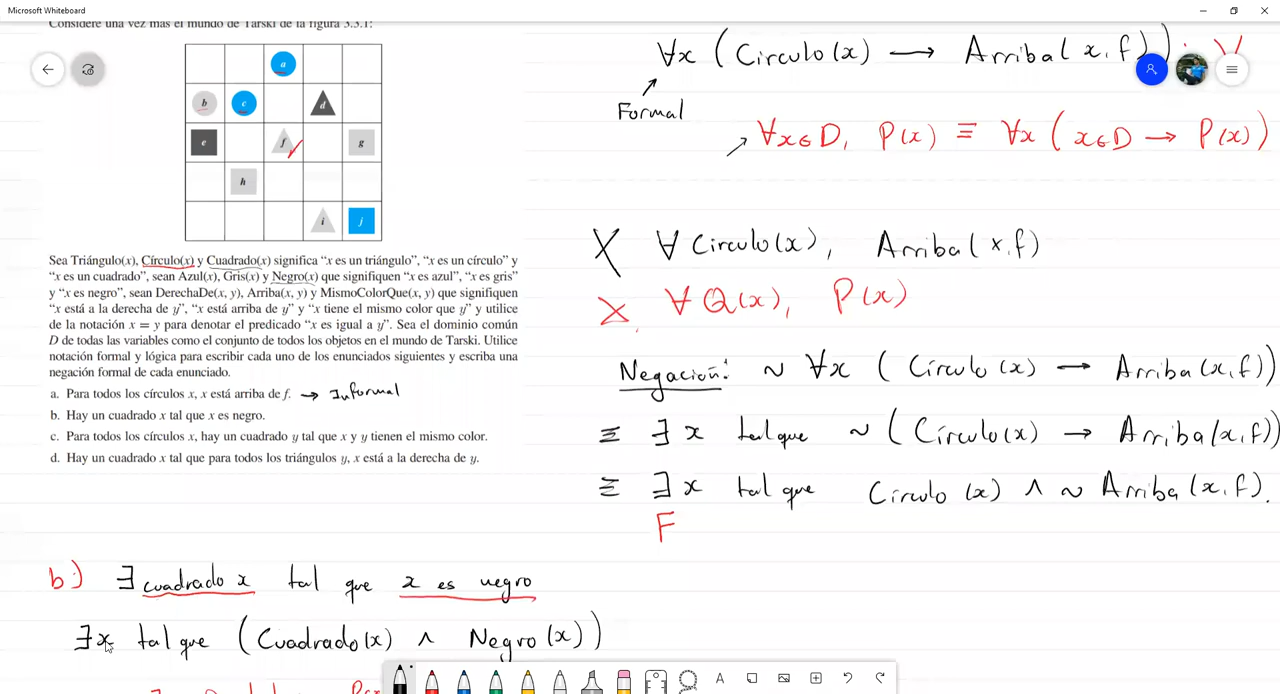 Microsoft Whiteboard
Considere una vez más el mundo de Tarski de la figura 3.3.1:
a
b c d
e f g
h
i j
Sea Triángulo(x), Círculo(x) y Cuadrado(x) significa “x es un triángulo”, “x es un círculo” y
“x es un cuadrado”, sean Azul(x), Gris(x) y Negro(x) que signifiquen “x es azul”, “x es gris”
y “x es negro”, sean DerechaDe(x, y), Arriba(x, y) y MismoColorQue(x, y) que signifiquen
“x está a la derecha de y”, “x está arriba de y” y “x tiene el mismo color que y” y utilice
de la notación x = y para denotar el predicado “x es igual a y”. Sea el dominio común
D de todas las variables como el conjunto de todos los objetos en el mundo de Tarski. Utilice
notación formal y lógica para escribir cada uno de los enunciados siguientes y escriba una
negación formal de cada enunciado.
a. Para todos los círculos x, x está arriba de f. → Informal
b. Hay un cuadrado x tal que x es negro.
c. Para todos los círculos x, hay un cuadrado y tal que x y y tienen el mismo color.
d. Hay un cuadrado x tal que para todos los triángulos y, x está a la derecha de y.
∀x (Círculo(x) → Arriba(x,f)).
Formal
∀x∈D, P(x) ≡ ∀x (x∈D → P(x))
X ∀ Círculo(x), Arriba(x,f)
X ∀ Q(x), P(x)
Negación: ~ ∀x (Círculo(x) → Arriba(x,f))
≡ ∃x tal que ~(Círculo(x) → Arriba(x,f))
≡ ∃x tal que Círculo(x) ∧ ~ Arriba(x,f).
F
b) ∃ cuadrado x tal que x es negro
∃x tal que (Cuadrado(x) ∧ Negro(x))